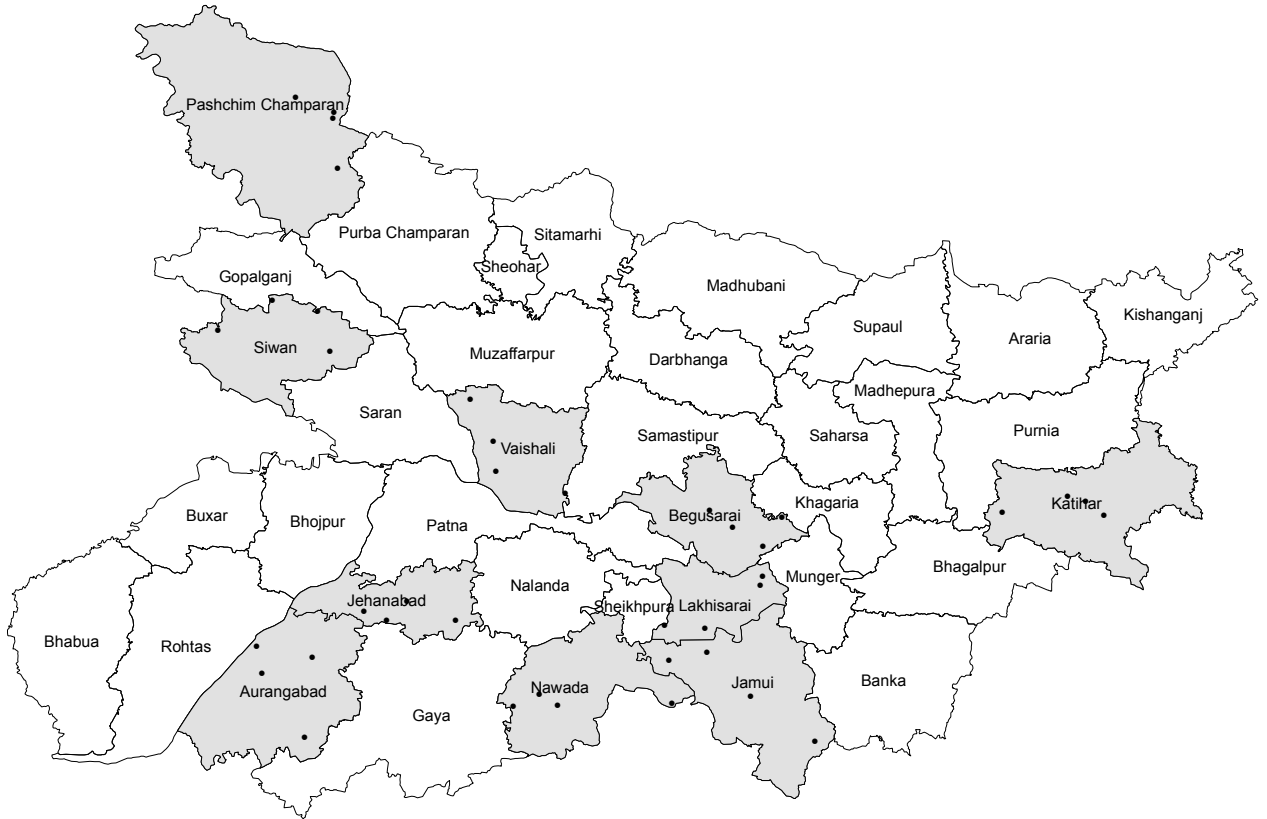 Pashchim Champaran
Purba Champaran
Sitamarhi
Sheohar
Gopalganj
Madhubani
Kishanganj
Supaul
Araria
Siwan
Muzaffarpur
Darbhanga
Madhepura
Saran
Purnia
Samastipur
Saharsa
Vaishali
Khagaria
Katihar
Buxar
Begusarai
Bhojpur
Patna
Bhagalpur
Munger
Nalanda
Jehanabad
Sheikhpura
Lakhisarai
Bhabua
Rohtas
Banka
Jamui
Nawada
Aurangabad
Gaya